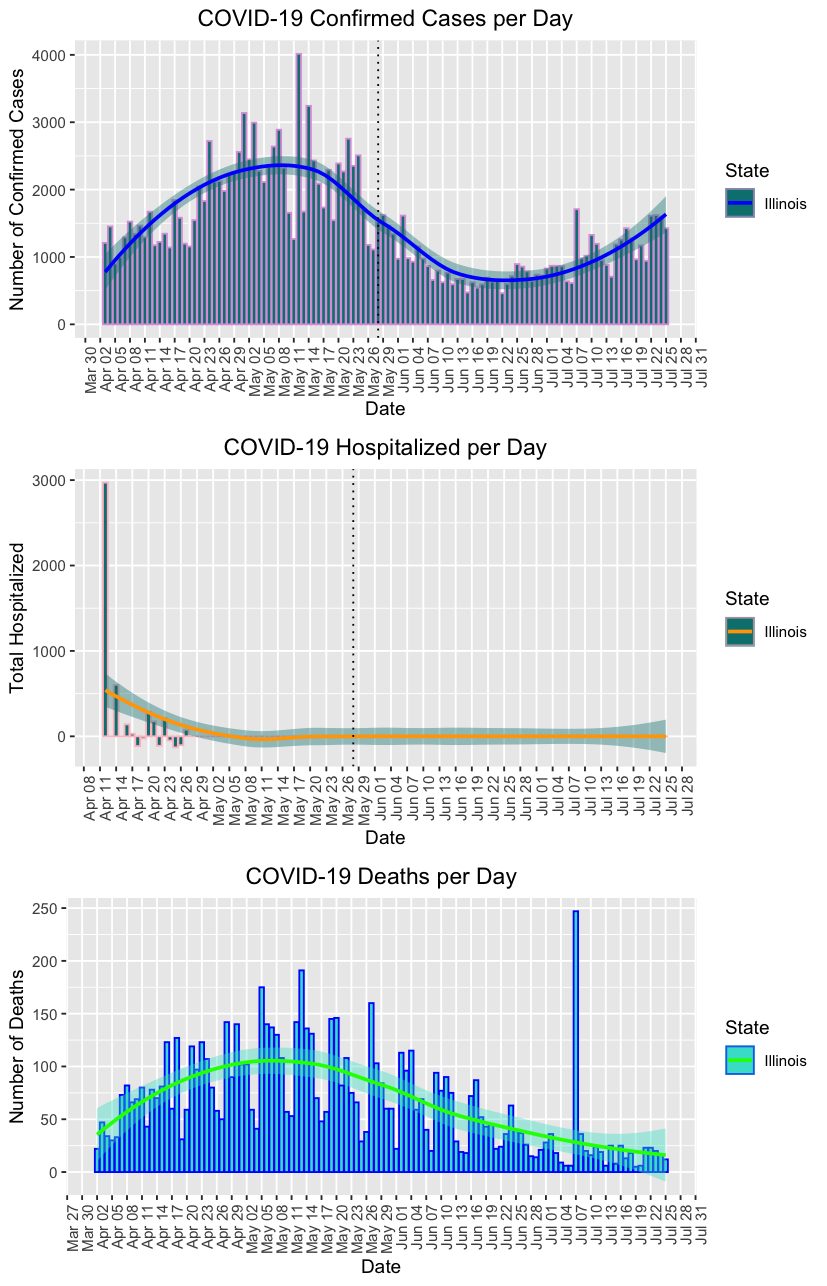 COVID-19 Confirmed Cases per Day
4000
3000
2000
1000
0
Number of Confirmed Cases
Mar 30
Apr 02
Apr 05
Apr 08
Apr 11
Apr 14
Apr 17
Apr 20
Apr 23
Apr 26
Apr 29
May 02
May 05
May 08
May 11
May 14
May 17
May 20
May 23
May 26
May 29
Jun 01
Jun 04
Jun 07
Jun 10
Jun 13
Jun 16
Jun 19
Jun 22
Jun 25
Jun 28
Jul 01
Jul 04
Jul 07
Jul 10
Jul 13
Jul 16
Jul 19
Jul 22
Jul 25
Jul 28
Jul 31
Date
State
Illinois
COVID-19 Hospitalized per Day
3000
2000
1000
0
Total Hospitalized
Apr 08
Apr 11
Apr 14
Apr 17
Apr 20
Apr 23
Apr 26
Apr 29
May 02
May 05
May 08
May 11
May 14
May 17
May 20
May 23
May 26
May 29
Jun 01
Jun 04
Jun 07
Jun 10
Jun 13
Jun 16
Jun 19
Jun 22
Jun 25
Jun 28
Jul 01
Jul 04
Jul 07
Jul 10
Jul 13
Jul 16
Jul 19
Jul 22
Jul 25
Jul 28
Date
State
Illinois
COVID-19 Deaths per Day
250
200
150
100
50
0
Number of Deaths
Mar 27
Mar 30
Apr 02
Apr 05
Apr 08
Apr 11
Apr 14
Apr 17
Apr 20
Apr 23
Apr 26
Apr 29
May 02
May 05
May 08
May 11
May 14
May 17
May 20
May 23
May 26
May 29
Jun 01
Jun 04
Jun 07
Jun 10
Jun 13
Jun 16
Jun 19
Jun 22
Jun 25
Jun 28
Jul 01
Jul 04
Jul 07
Jul 10
Jul 13
Jul 16
Jul 19
Jul 22
Jul 25
Jul 28
Jul 31
Date
State
Illinois